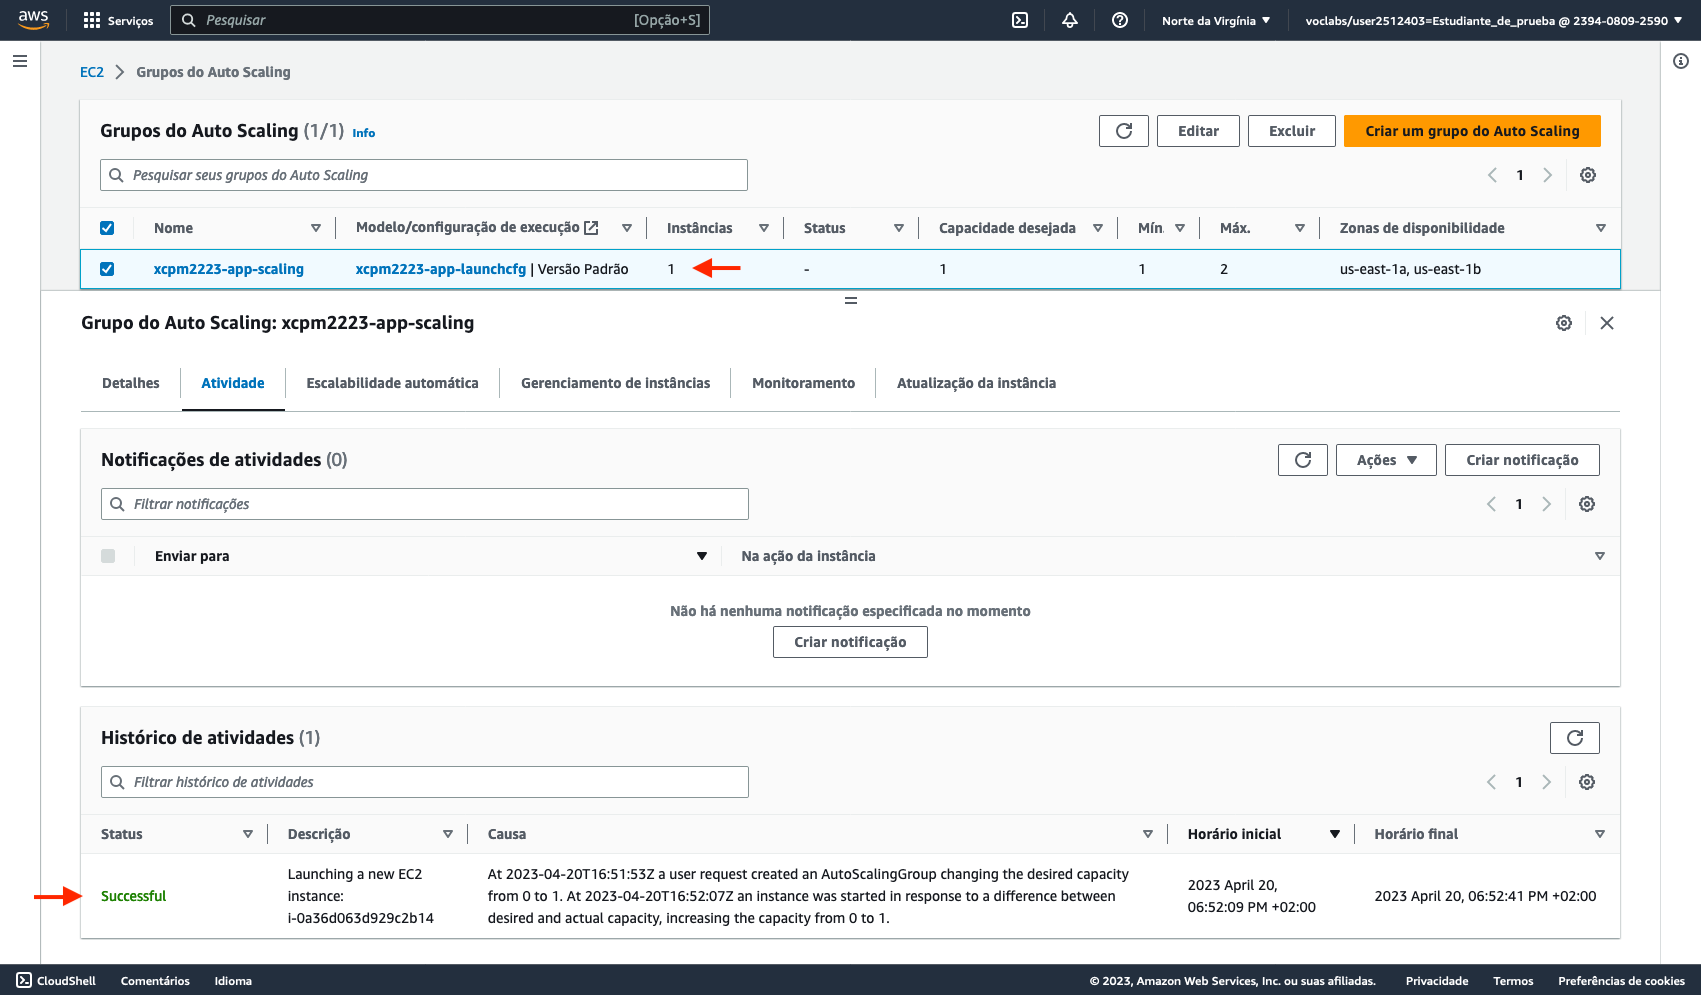 aws
Serviços
Pesquisar
[Opção+S]
Norte da Virgínia
voclabs/user2512403=Estudiante_de_prueba @ 2394-0809-2590
EC2
Grupos do Auto Scaling
Grupos do Auto Scaling (1/1) Info
Editar
Excluir
Criar um grupo do Auto Scaling
Pesquisar seus grupos do Auto Scaling
1
Nome
Modelo/configuração de execução
Instâncias
Status
Capacidade desejada
Mín.
Máx.
Zonas de disponibilidade
xcpm2223-app-scaling
xcpm2223-app-launchcfg | Versão Padrão
1
-
1
1
2
us-east-1a, us-east-1b
Grupo do Auto Scaling: xcpm2223-app-scaling
Detalhes
Atividade
Escalabilidade automática
Gerenciamento de instâncias
Monitoramento
Atualização da instância
Notificações de atividades (0)
Ações
Criar notificação
Filtrar notificações
1
Enviar para
Na ação da instância
Não há nenhuma notificação especificada no momento
Criar notificação
Histórico de atividades (1)
Filtrar histórico de atividades
1
Status
Descrição
Causa
Horário inicial
Horário final
Successful
Launching a new EC2
instance:
i-0a36d063d929c2b14
At 2023-04-20T16:51:53Z a user request created an AutoScalingGroup changing the desired capacity
from 0 to 1. At 2023-04-20T16:52:07Z an instance was started in response to a difference between
desired and actual capacity, increasing the capacity from 0 to 1.
2023 April 20,
06:52:09 PM +02:00
2023 April 20, 06:52:41 PM +02:00
CloudShell
Comentários
Idioma
© 2023, Amazon Web Services, Inc. ou suas afiliadas.
Privacidade
Termos
Preferências de cookies